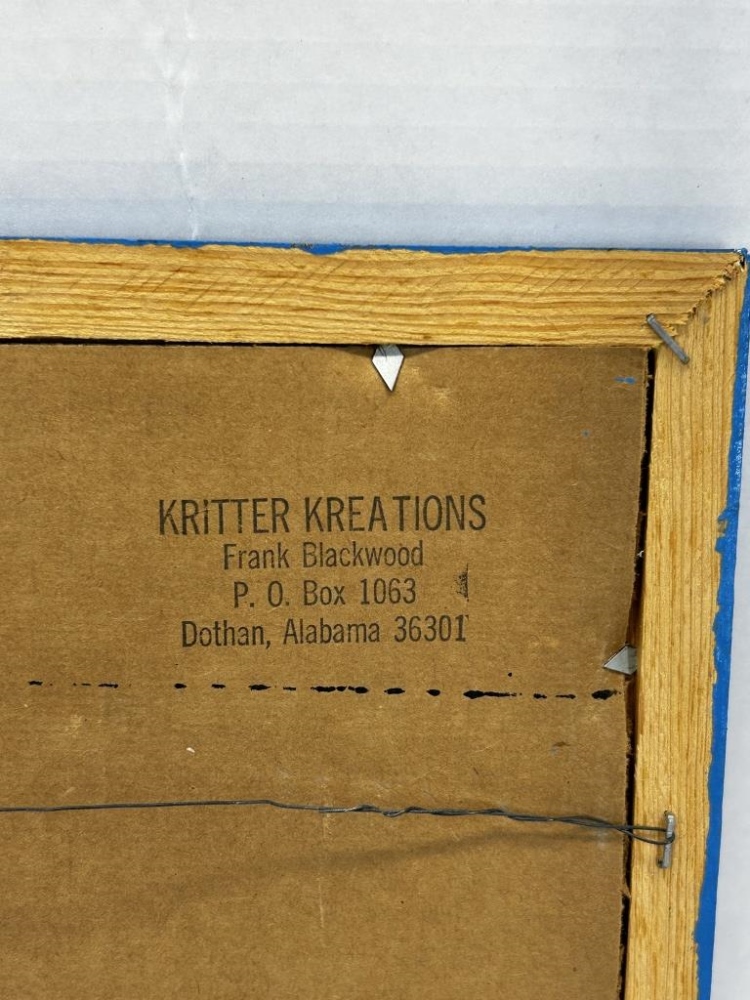 KRITTER KREATIONS
Frank Blackwood
P. O. Box 1063
Dothan, Alabama 36301